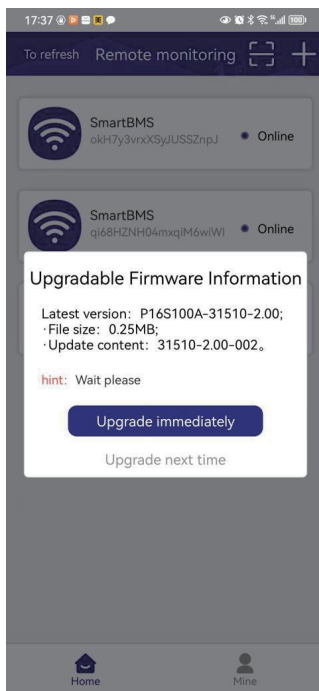 17:37
100
To refresh Remote monitoring
SmartBMS
okH7y3vrxXSyJUSSZnpJ
Online
SmartBMS
qi68HZNH04mxqiM6wiWI
Online
Upgradable Firmware Information
Latest version: P16S100A-31510-2.00;
·File size: 0.25MB;
·Update content: 31510-2.00-002。
hint: Wait please
Upgrade immediately
Upgrade next time
Home
Mine